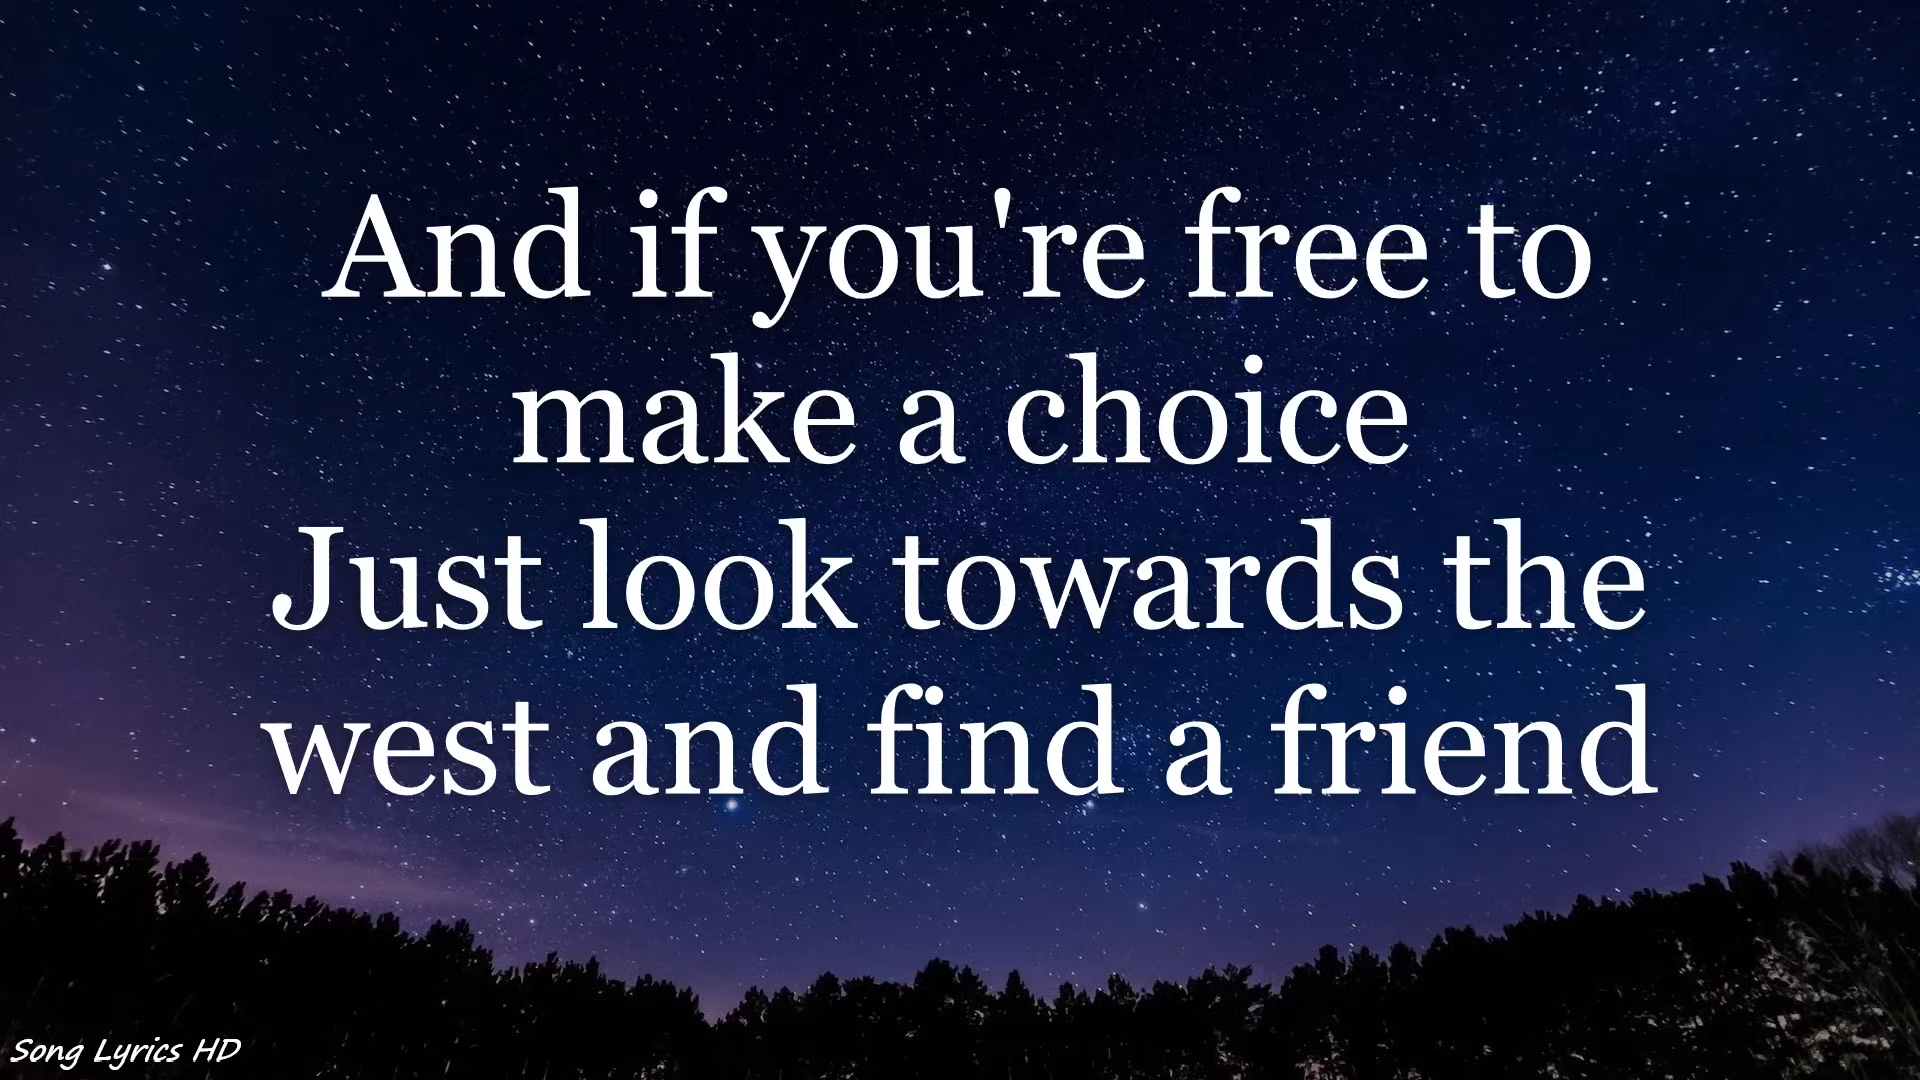 And if you're free to
make a choice
Just look towards the
west and find a friend
Song Lyrics HD